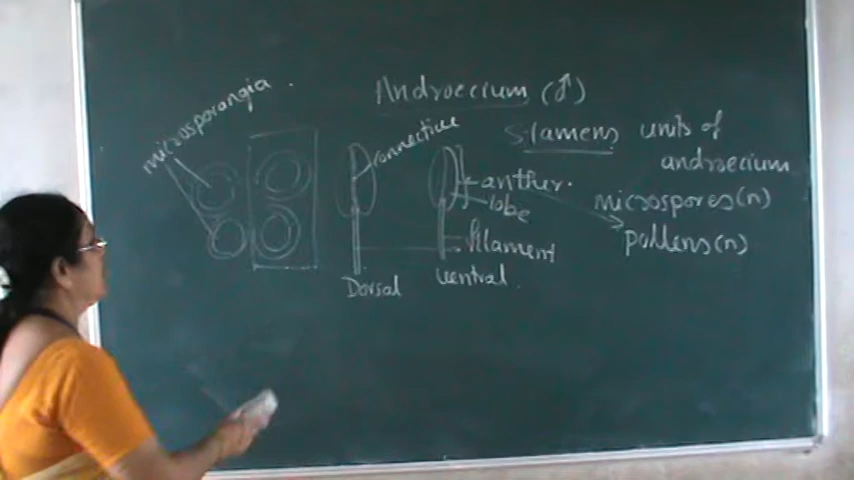 Androecium (♂)
microsporangia
connective
Stamens units of
androecium
anther.
lobe
microspores(n)
pollens(n)
filament
Dorsal
ventral